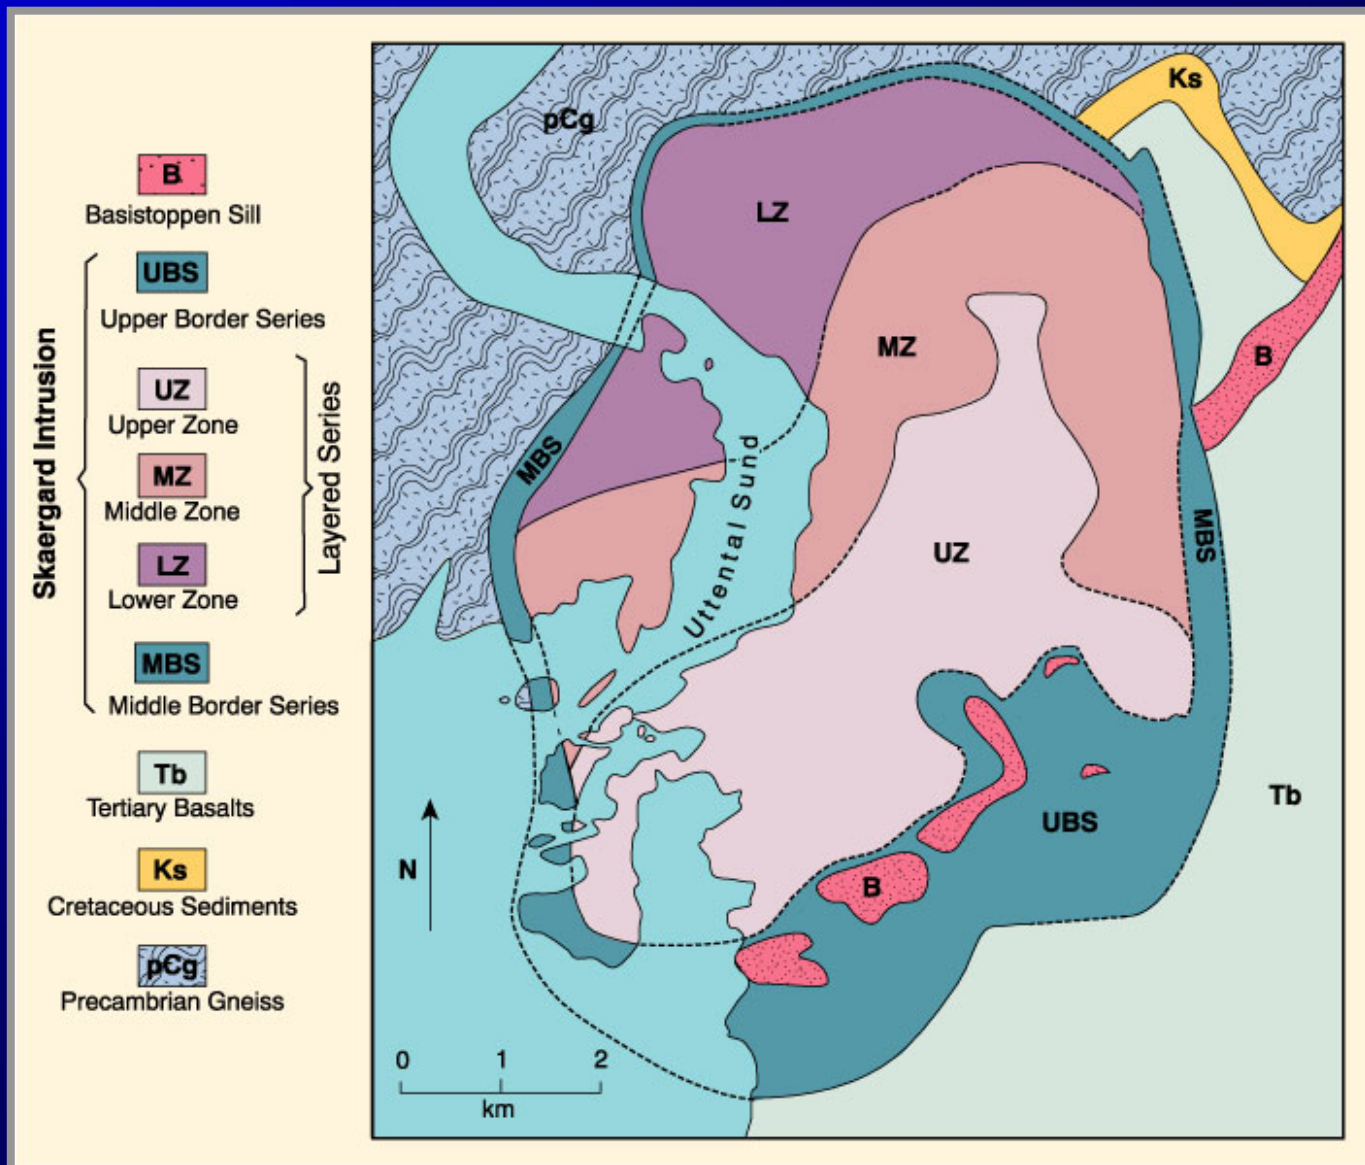 B
Basistoppen Sill
Skaergard Intrusion
UBS
Upper Border Series
Layered Series
UZ
Upper Zone
MZ
Middle Zone
LZ
Lower Zone
MBS
Middle Border Series
Tb
Tertiary Basalts
Ks
Cretaceous Sediments
pꞒg
Precambrian Gneiss
pꞒg
Ks
LZ
MZ
B
MBS
Uttental Sund
MBS
UZ
Tb
UBS
B
N
0 1 2
km